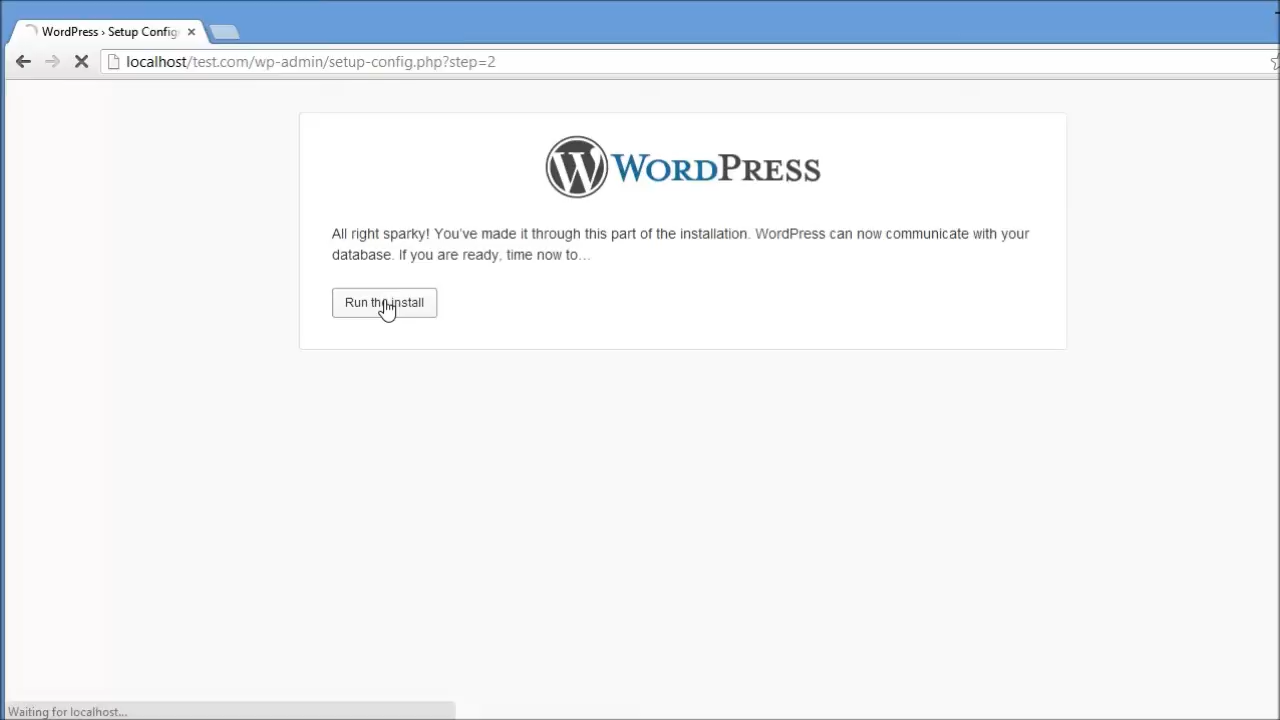 WordPress › Setup Config
localhost/test.com/wp-admin/setup-config.php?step=2
WORDPRESS
All right sparky! You've made it through this part of the installation. WordPress can now communicate with your
database. If you are ready, time now to…
Run the install
Waiting for localhost...